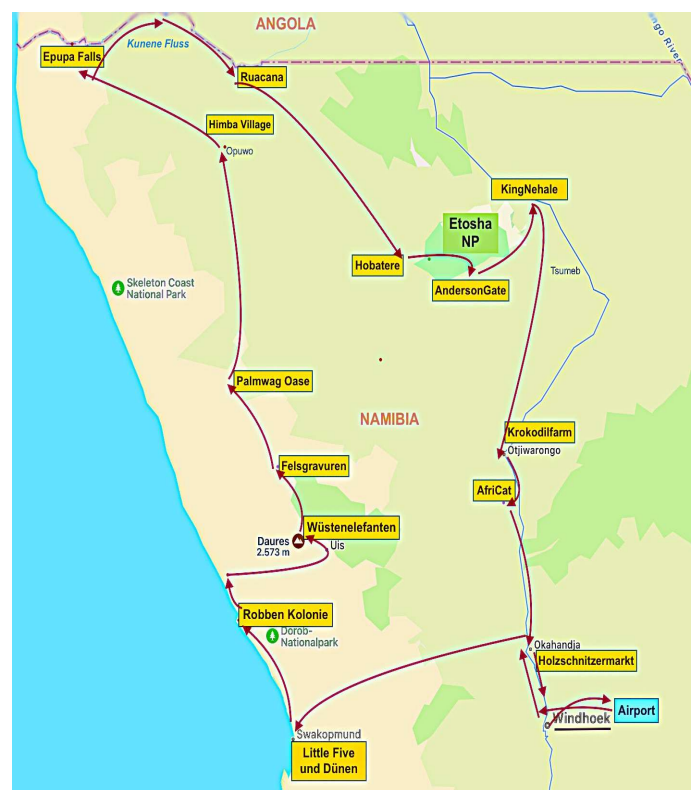 ANGOLA
ngo River
Kunene Fluss
Epupa Falls
Ruacana
Himba Village
Opuwo
KingNehale
Etosha
NP
Hobatere
AndersonGate
Tsumeb
Skeleton Coast
National Park
Palmwag Oase
NAMIBIA
Krokodilfarm
Otjiwarongo
Felsgravuren
AfriCat
Wüstenelefanten
Daures
2.573 m
Uis
Robben Kolonie
Dorob-
Nationalpark
Okahandja
Holzschnitzermarkt
Airport
Windhoek
Swakopmund
Little Five
und Dünen